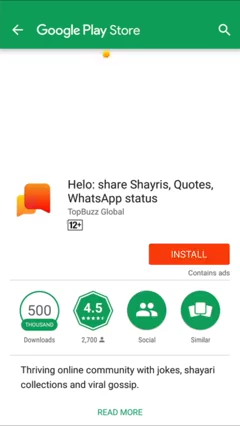 Google Play Store
Helo: share Shayris, Quotes,
WhatsApp status
TopBuzz Global
12+
INSTALL
Contains ads
500
THOUSAND
4.5
Downloads
2,700
Social
Similar
Thriving online community with jokes, shayari
collections and viral gossip.
READ MORE